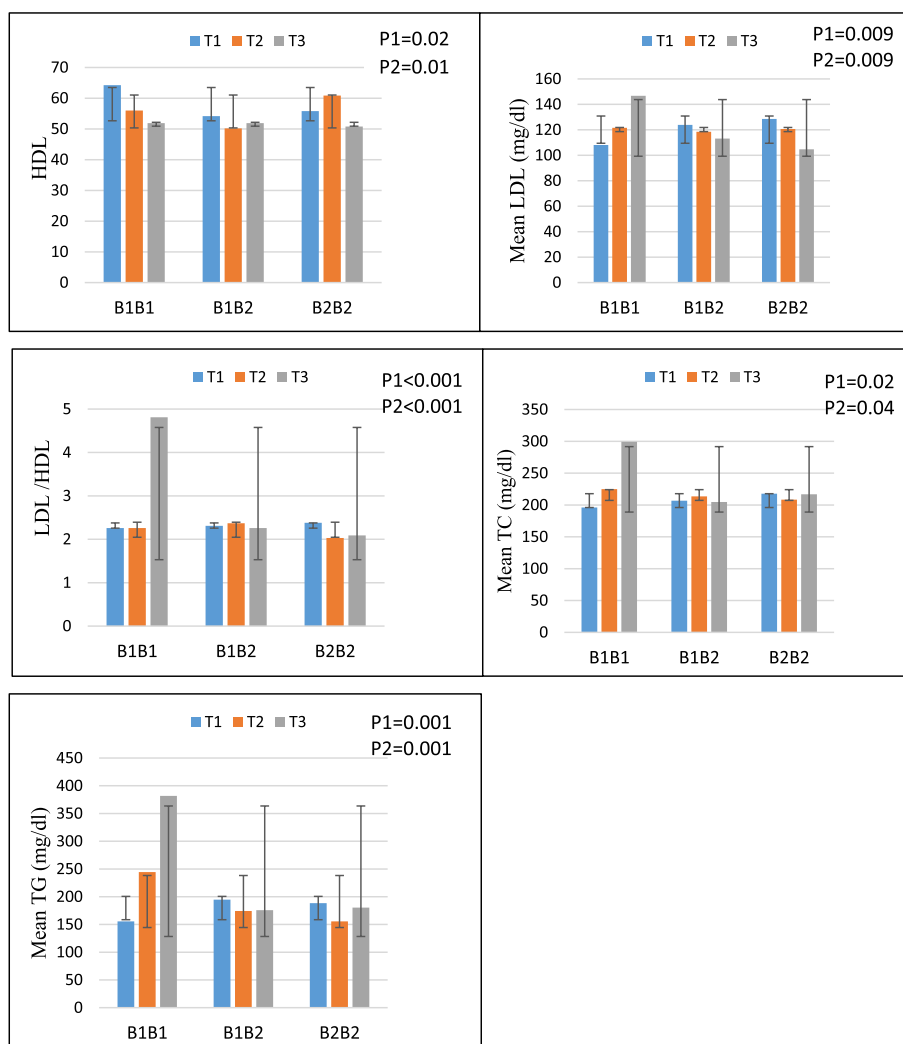 T1 T2 T3
P1=0.02
P2=0.01
HDL
70
60
50
40
30
20
10
0
B1B1 B1B2 B2B2
T1 T2 T3
P1=0.009
P2=0.009
Mean LDL (mg/dl)
160
140
120
100
80
60
40
20
0
B1B1 B1B2 B2B2
T1 T2 T3
P1<0.001
P2<0.001
LDL /HDL
5
4
3
2
1
0
B1B1 B1B2 B2B2
T1 T2 T3
P1=0.02
P2=0.04
Mean TC (mg/dl)
350
300
250
200
150
100
50
0
B1B1 B1B2 B2B2
T1 T2 T3
P1=0.001
P2=0.001
Mean TG (mg/dl)
450
400
350
300
250
200
150
100
50
0
B1B1 B1B2 B2B2